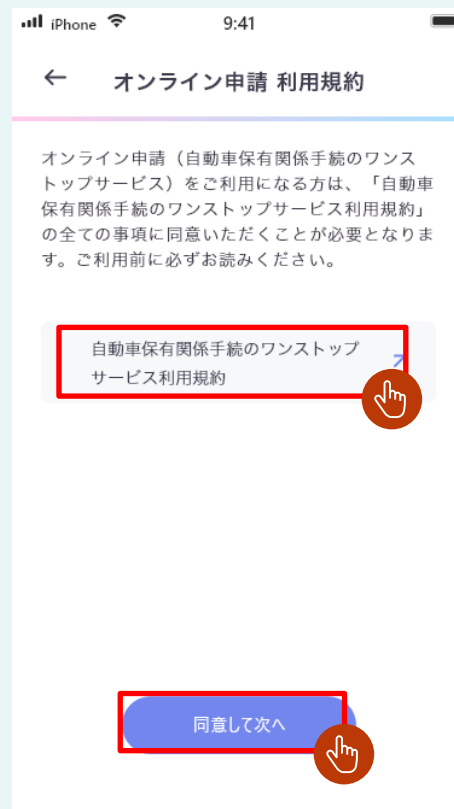 iPhone 9:41
オンライン申請 利用規約
オンライン申請（自動車保有関係手続のワンス
トップサービス）をご利用になる方は、「自動車
保有関係手続のワンストップサービス利用規約」
の全ての事項に同意いただくことが必要となりま
す。ご利用前に必ずお読みください。
自動車保有関係手続のワンストップ
サービス利用規約
同意して次へ